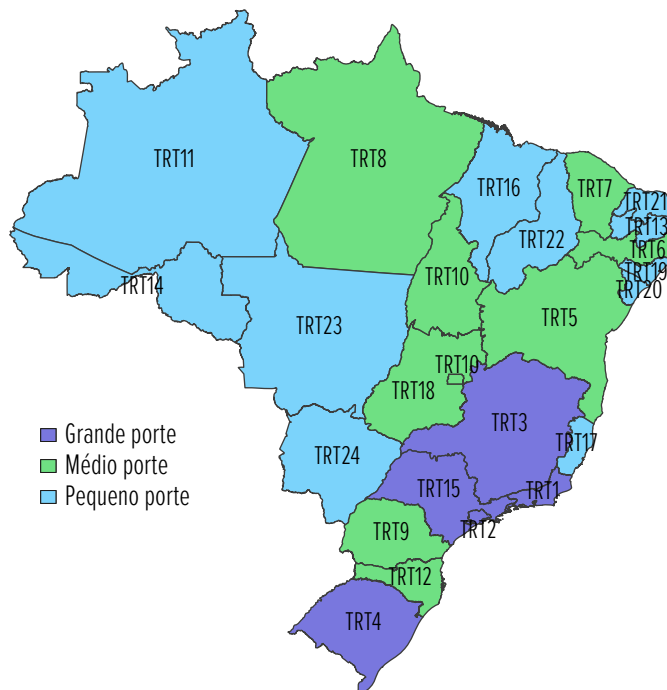 TRT11
TRT8
TRT16
TRT7
TRT21
TRT13
TRT6
TRT22
TRT19
TRT20
TRT14
TRT10
TRT23
TRT5
TRT10
TRT18
TRT3
Grande porte
Médio porte
Pequeno porte
TRT17
TRT24
TRT15
TRT1
TRT2
TRT9
TRT12
TRT4